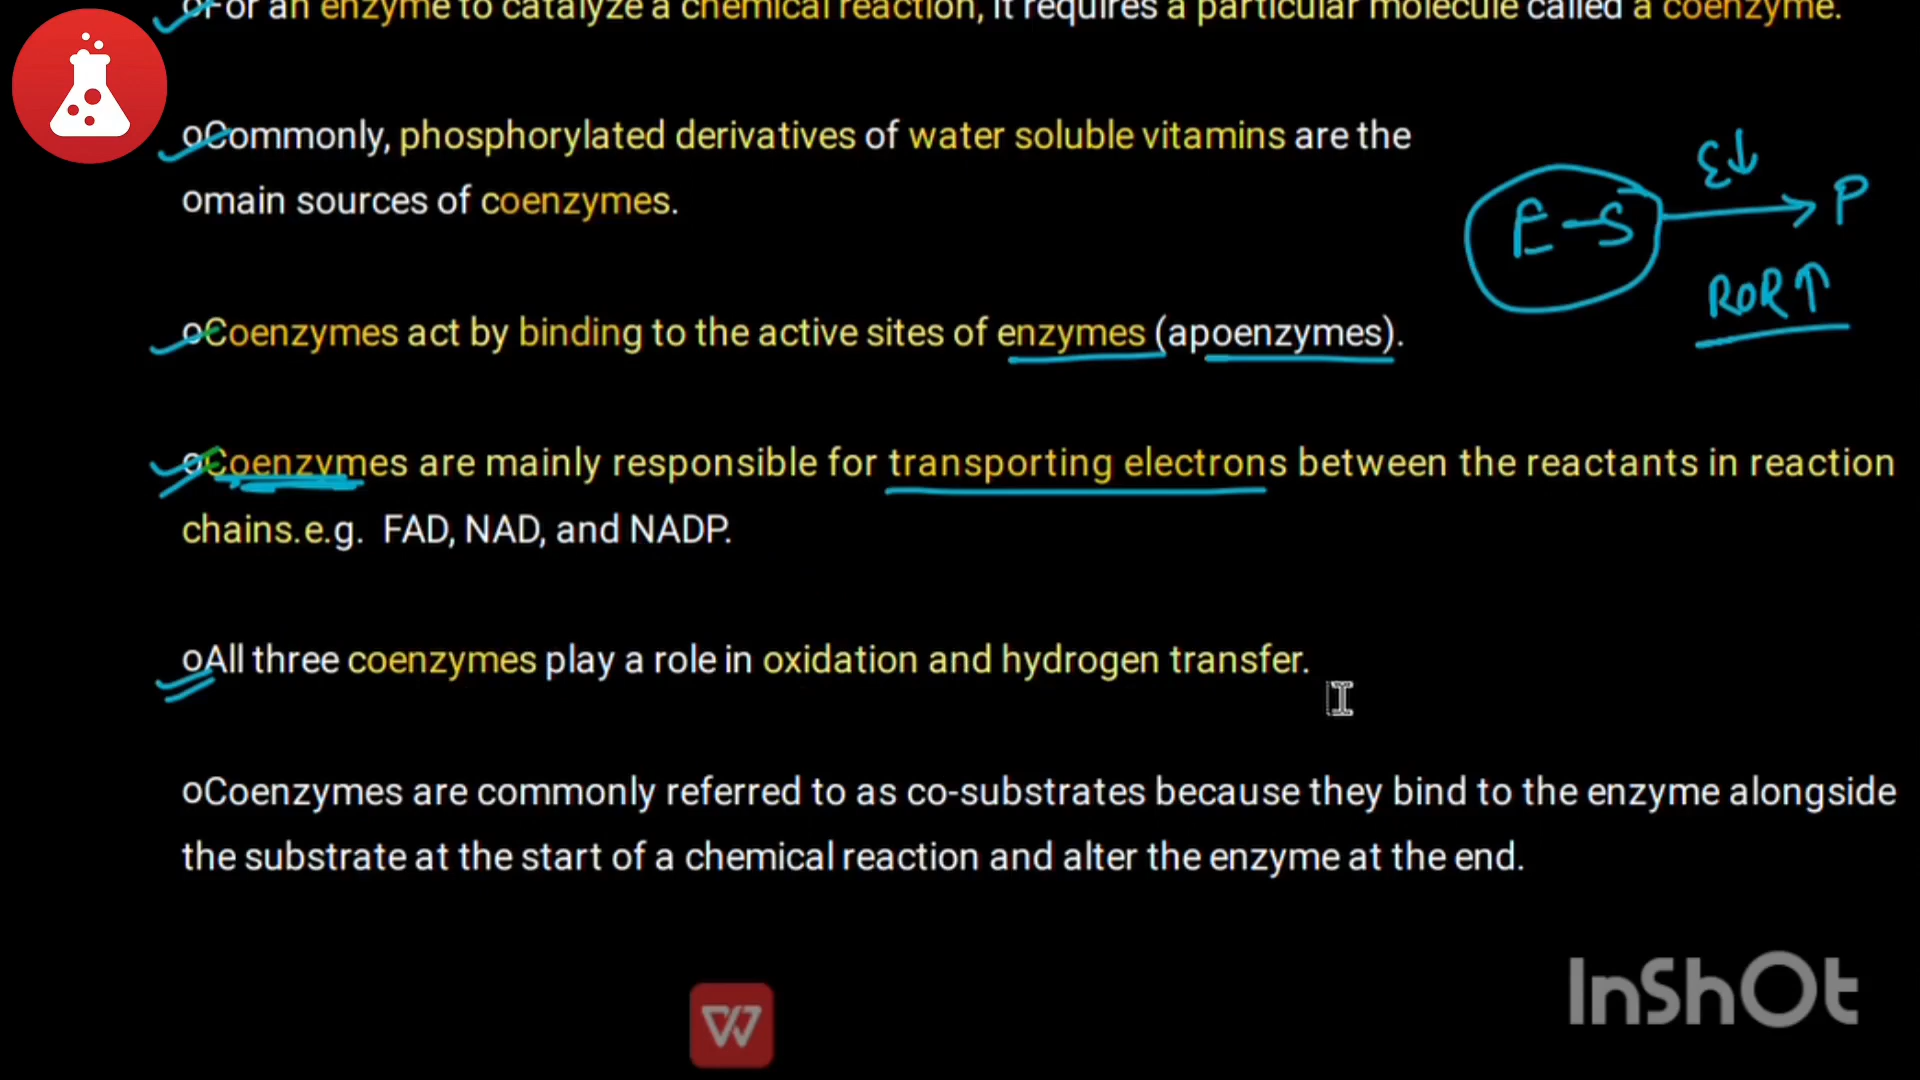 oFor an enzyme to catalyze a chemical reaction, it requires a particular molecule called a coenzyme.
oCommonly, phosphorylated derivatives of water soluble vitamins are the
omain sources of coenzymes.
E-S
ε↓
P
ROR↑
oCoenzymes act by binding to the active sites of enzymes (apoenzymes).
oCoenzymes are mainly responsible for transporting electrons between the reactants in reaction
chains.e.g. FAD, NAD, and NADP.
oAll three coenzymes play a role in oxidation and hydrogen transfer.
oCoenzymes are commonly referred to as co-substrates because they bind to the enzyme alongside
the substrate at the start of a chemical reaction and alter the enzyme at the end.
InShOt
W